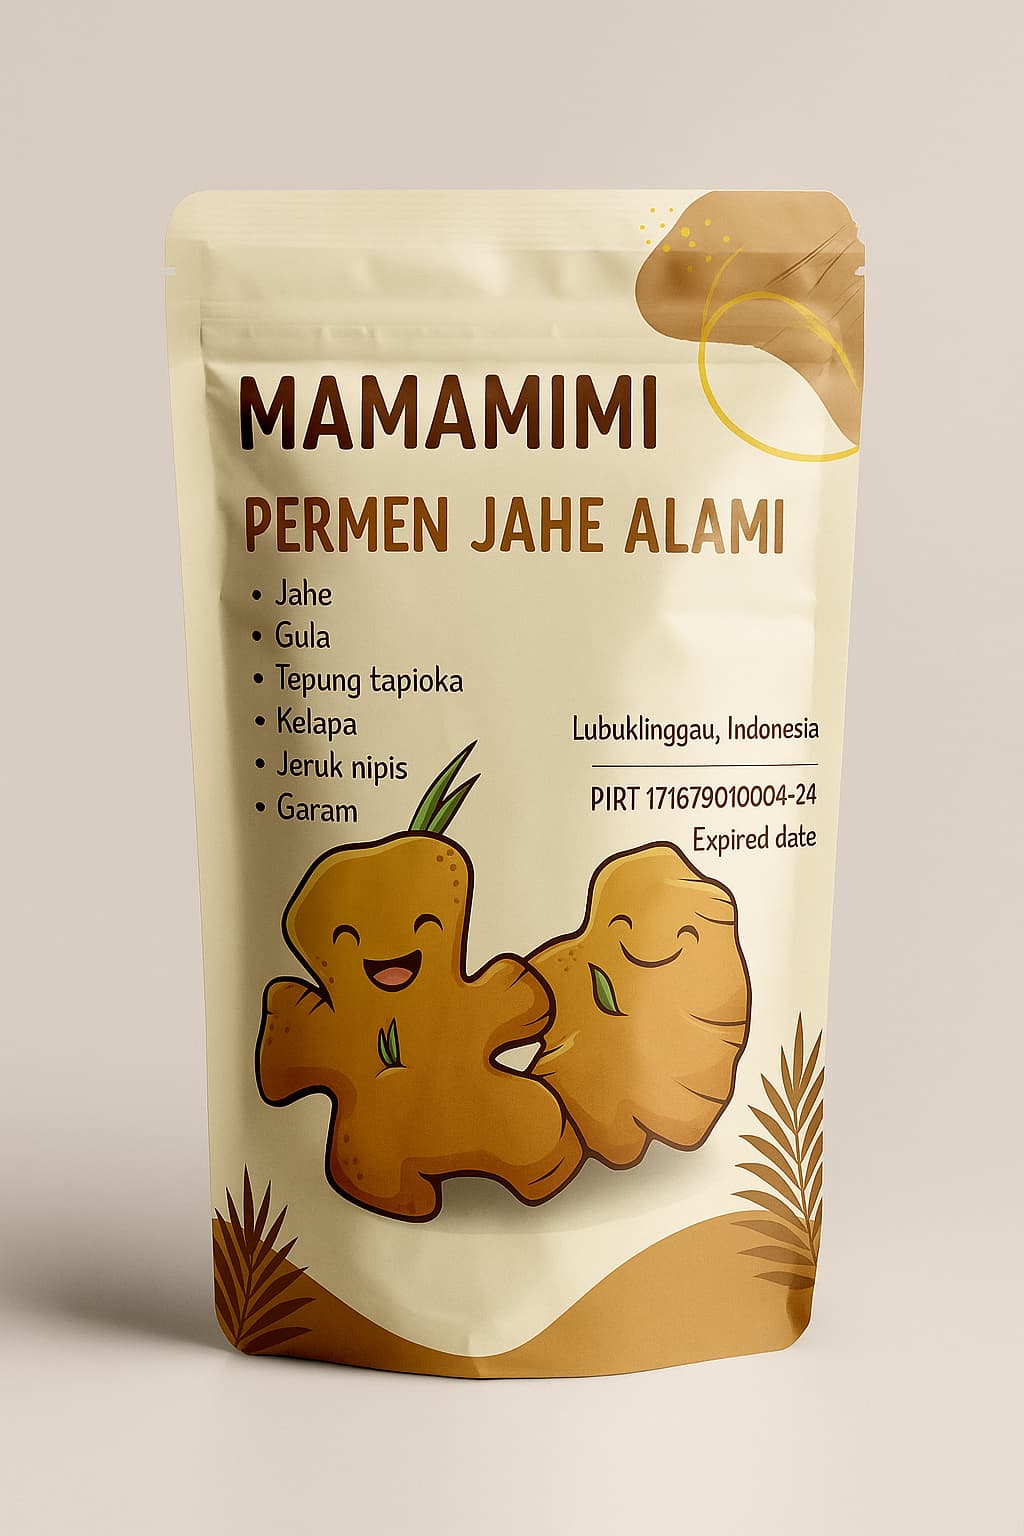 MAMAMIMI
PERMEN JAHE ALAMI
• Jahe
• Gula
• Tepung tapioka
• Kelapa
• Jeruk nipis
• Garam
Lubuklinggau, Indonesia
PIRT 171679010004-24
Expired date